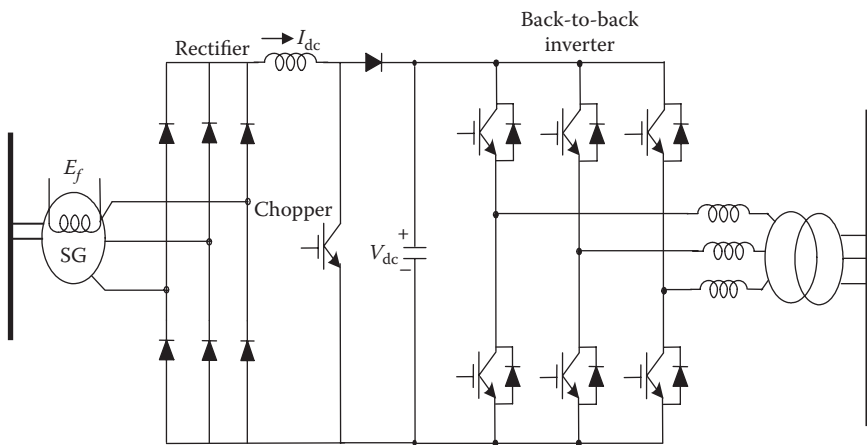 Rectifier
I_dc
Back-to-back
inverter
E_f
SG
Chopper
+
V_dc
−